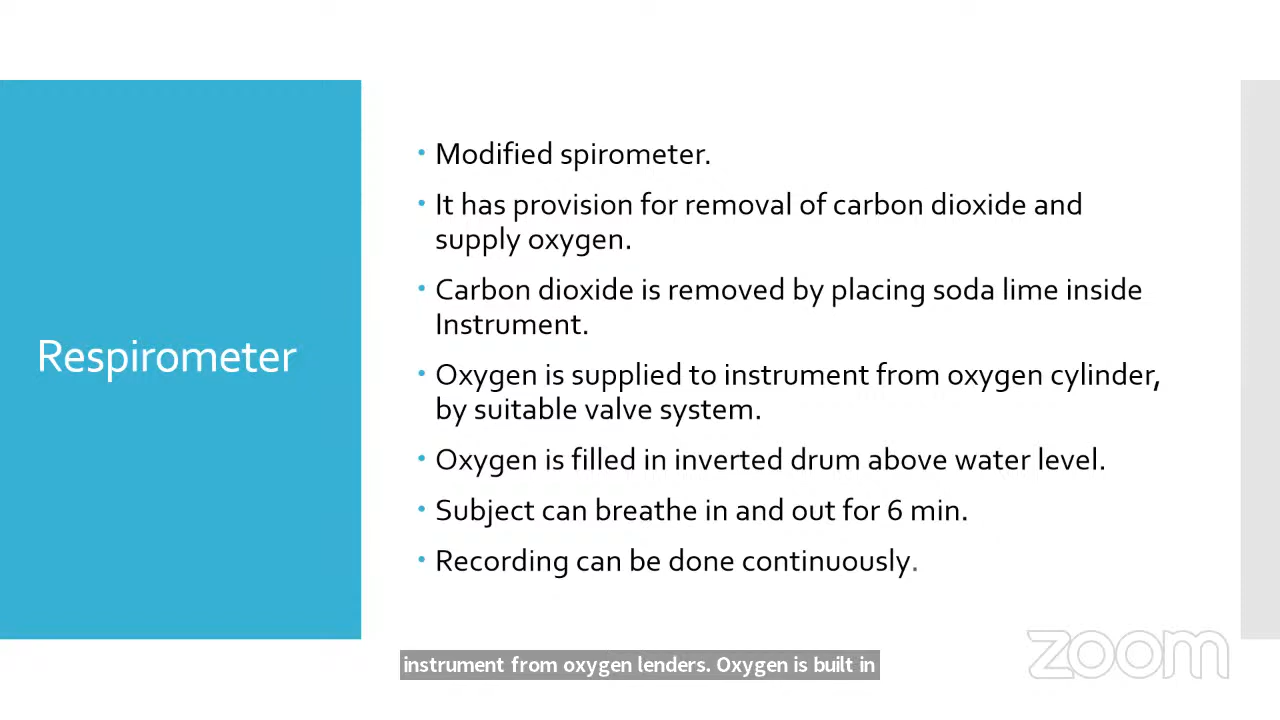 Respirometer
• Modified spirometer.
• It has provision for removal of carbon dioxide and
supply oxygen.
• Carbon dioxide is removed by placing soda lime inside
Instrument.
• Oxygen is supplied to instrument from oxygen cylinder,
by suitable valve system.
• Oxygen is filled in inverted drum above water level.
• Subject can breathe in and out for 6 min.
• Recording can be done continuously.
instrument from oxygen lenders. Oxygen is built in
zoom